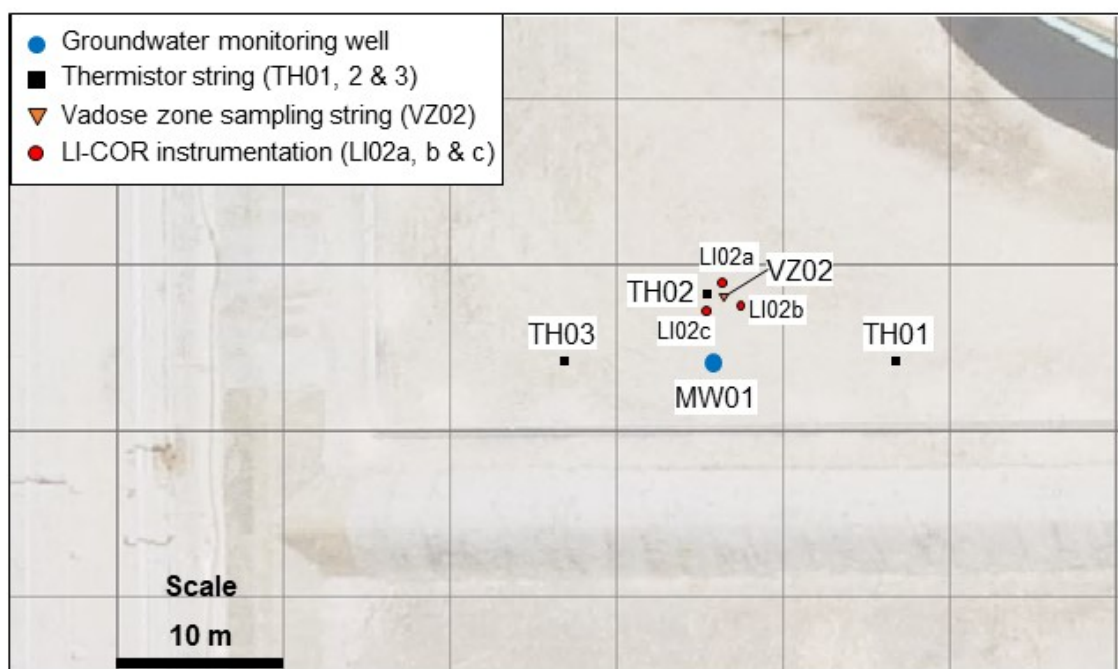 Groundwater monitoring well
Thermistor string (TH01, 2 & 3)
Vadose zone sampling string (VZ02)
LI-COR instrumentation (LI02a, b & c)
LI02a
VZ02
TH02
LI02b
LI02c
TH03
TH01
MW01
Scale
10 m